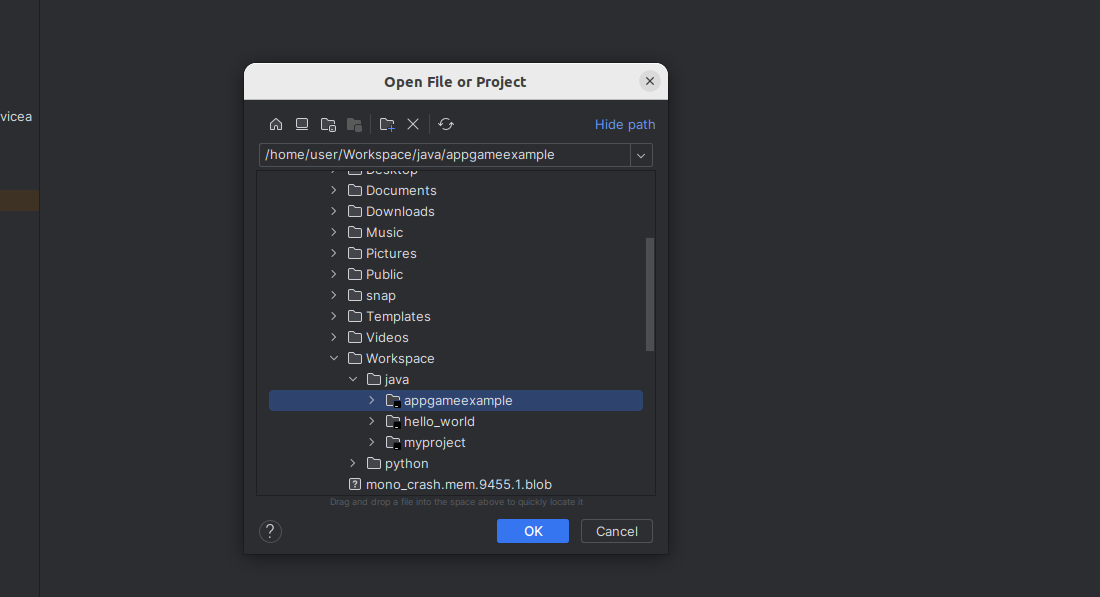 vicea
Open File or Project
Hide path
/home/user/Workspace/java/appgameexample
Desktop
Documents
Downloads
Music
Pictures
Public
snap
Templates
Videos
Workspace
java
appgameexample
hello_world
myproject
python
mono_crash.mem.9455.1.blob
Drag and drop a file into the space above to quickly locate it
?
OK
Cancel